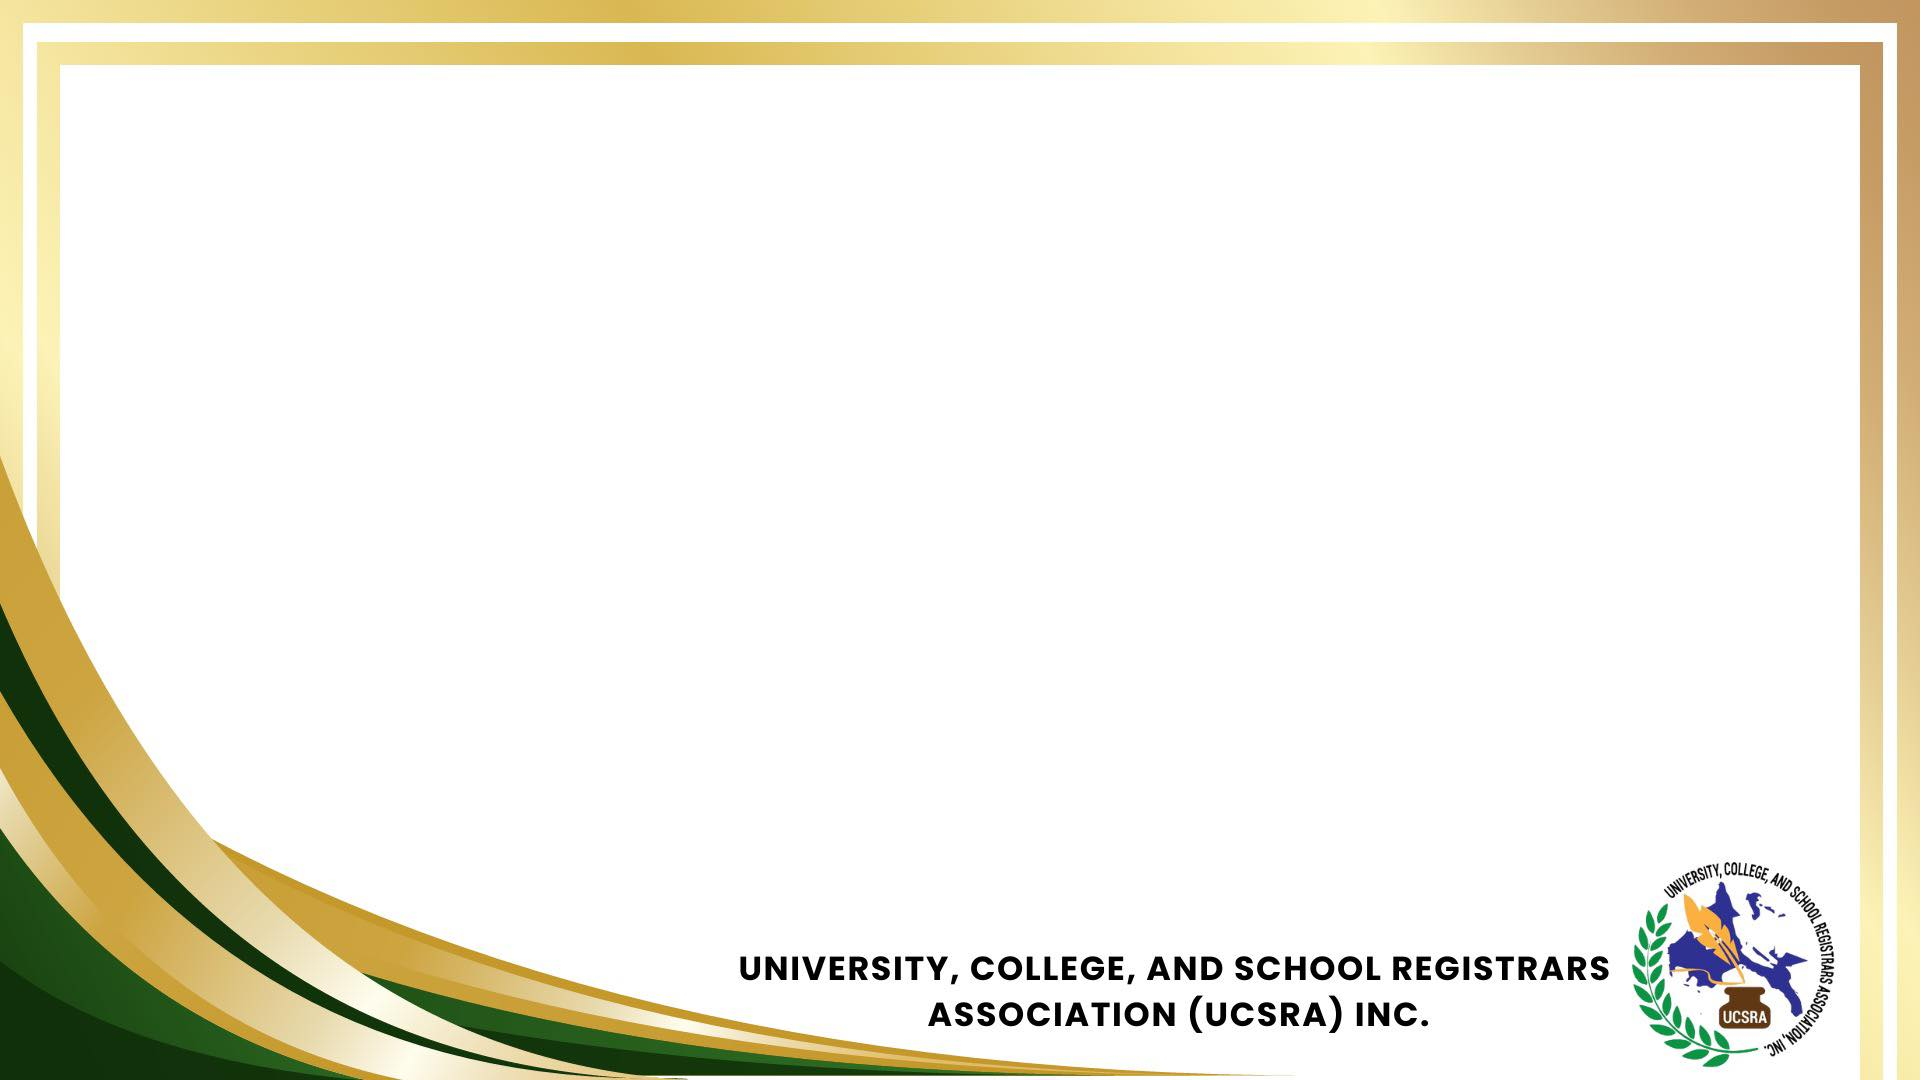 UNIVERSITY, COLLEGE, AND SCHOOL REGISTRARS
ASSOCIATION (UCSRA) INC.
UNIVERSITY, COLLEGE, AND SCHOOL REGISTRARS ASSOCIATION, INC.
UCSRA